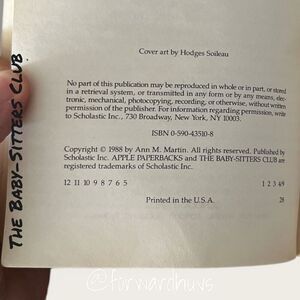 THE BABY-SITTERS CLUB
Cover art by Hodges Soileau
No part of this publication may be reproduced in whole or in part, or stored
in a retrieval system, or transmitted in any form or by any means, elec-
tronic, mechanical, photocopying, recording, or otherwise, without written
permission of the publisher. For information regarding permission, write
to Scholastic Inc., 730 Broadway, New York, NY 10003.
ISBN 0-590-43510-8
Copyright © 1988 by Ann M. Martin. All rights reserved. Published by
Scholastic Inc. APPLE PAPERBACKS and THE BABY-SITTERS CLUB are
registered trademarks of Scholastic Inc.
12 11 10 9 8 7 6 5 1 2 3 4 9
Printed in the U.S.A. 28
@forwardhuvs